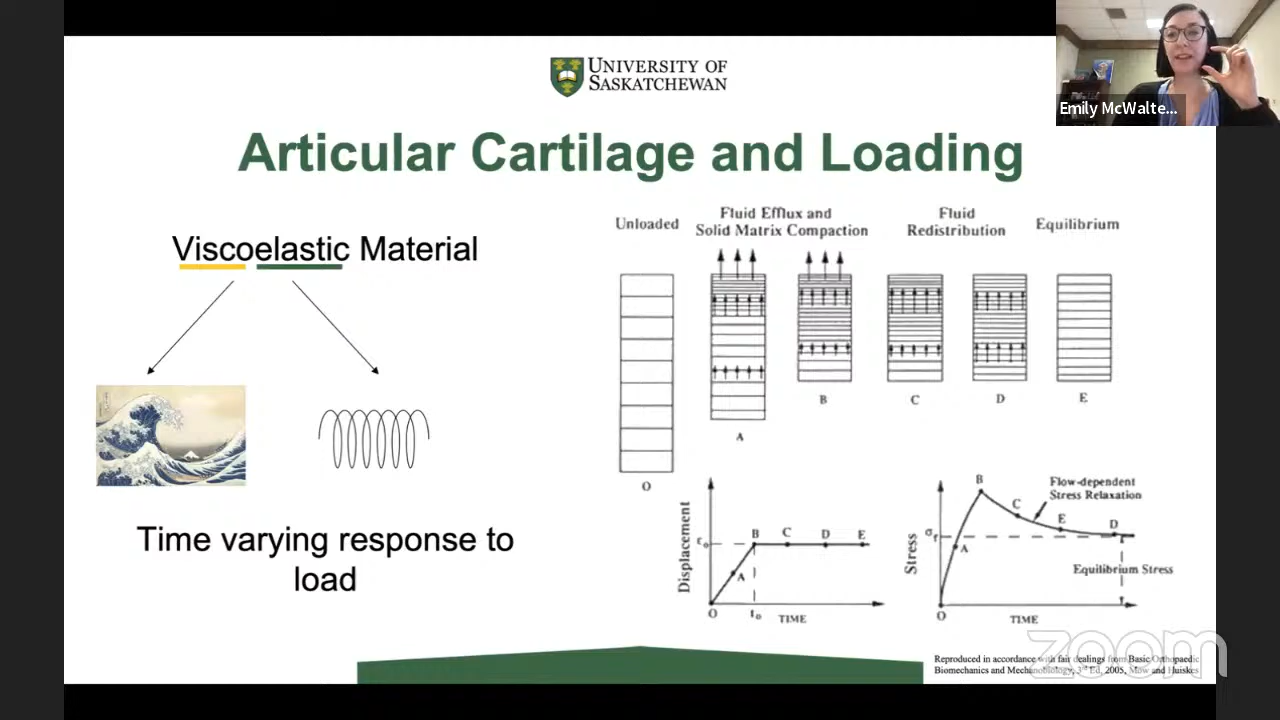 Emily McWalte...
UNIVERSITY OF
SASKATCHEWAN
Articular Cartilage and Loading
Viscoelastic Material
Time varying response to
load
Unloaded
Fluid Efflux and
Solid Matrix Compaction
Fluid
Redistribution
Equilibrium
O
A
B
C
D
E
Displacement
ε₀
O
A
B
C
D
E
t₀
TIME
Stress
σ
O
A
B
C
E
D
Flow-dependent
Stress Relaxation
Equilibrium Stress
TIME
zoom
Reproduced in accordance with fair dealings from Basic Orthopaedic
Biomechanics and Mechanobiology, 3rd Ed, 2005, Mow and Huiskes